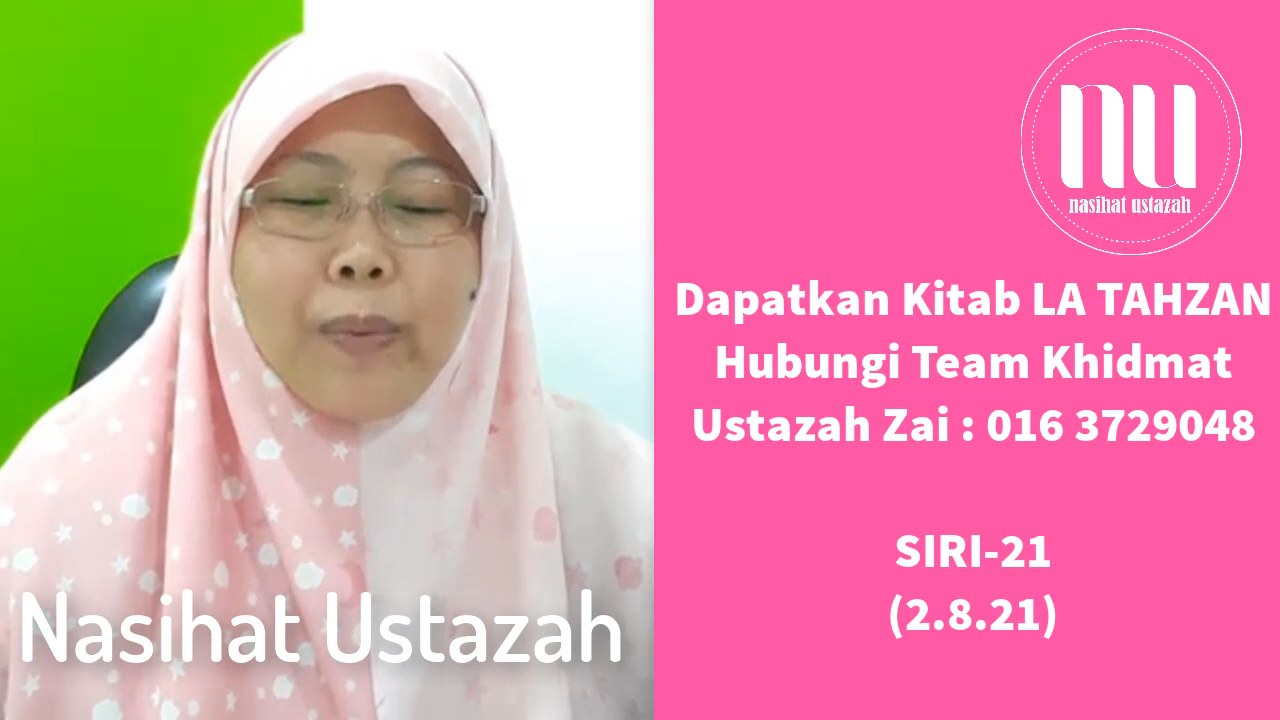 nu
nasihat ustazah
Dapatkan Kitab LA TAHZAN
Hubungi Team Khidmat
Ustazah Zai : 016 3729048
SIRI-21
(2.8.21)
Nasihat Ustazah